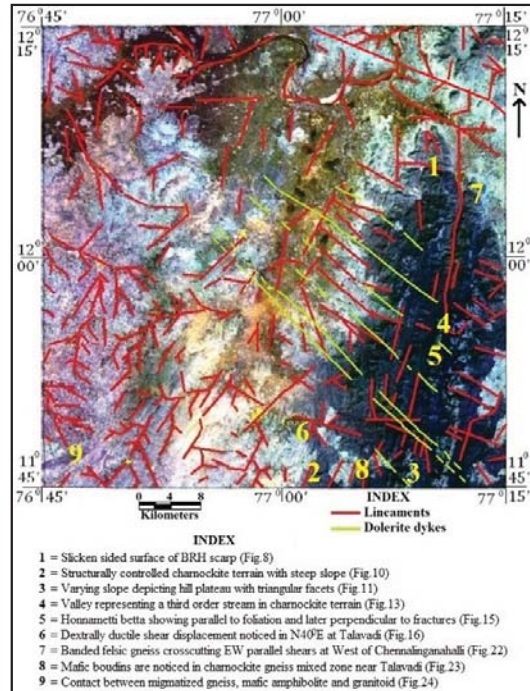 76° 45' 77° 00' 77° 15'
12° 15' 12° 15'
N
1
7
12° 00' 12° 00'
4
5
6
9 2 8 3
11° 45' 11° 45'
76° 45' 77° 00' 77° 15'
0 4 8
Kilometers
INDEX
Lineaments
Dolerite dykes
INDEX
1 = Slicken sided surface of BRH scarp (Fig.8)
2 = Structurally controlled charnockite terrain with steep slope (Fig.10)
3 = Varying slope depicting hill plateau with triangular facets (Fig.11)
4 = Valley representing a third order stream in charnockite terrain (Fig.13)
5 = Honnametti betta showing parallel to foliation and later perpendicular to fractures (Fig.15)
6 = Dextrally ductile shear displacement noticed in N40°E at Talavadi (Fig.16)
7 = Banded felsic gneiss crosscutting EW parallel shears at West of Chennalinganahalli (Fig.22)
8 = Mafic boudins are noticed in charnockite gneiss mixed zone near Talavadi (Fig.23)
9 = Contact between migmatized gneiss, mafic amphibolite and granitoid (Fig.24)